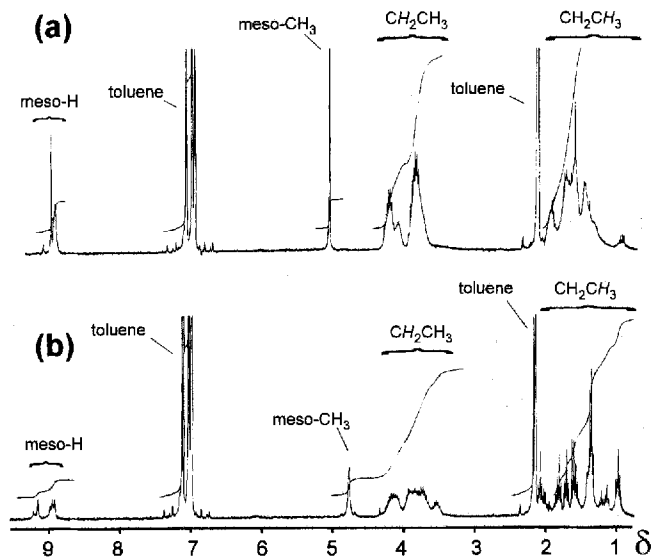 (a)
meso-CH3
CH2CH3
CH2CH3
meso-H
toluene
toluene
(b)
toluene
CH2CH3
toluene
CH2CH3
meso-H
meso-CH3
9 8 7 6 5 4 3 2 1 δ